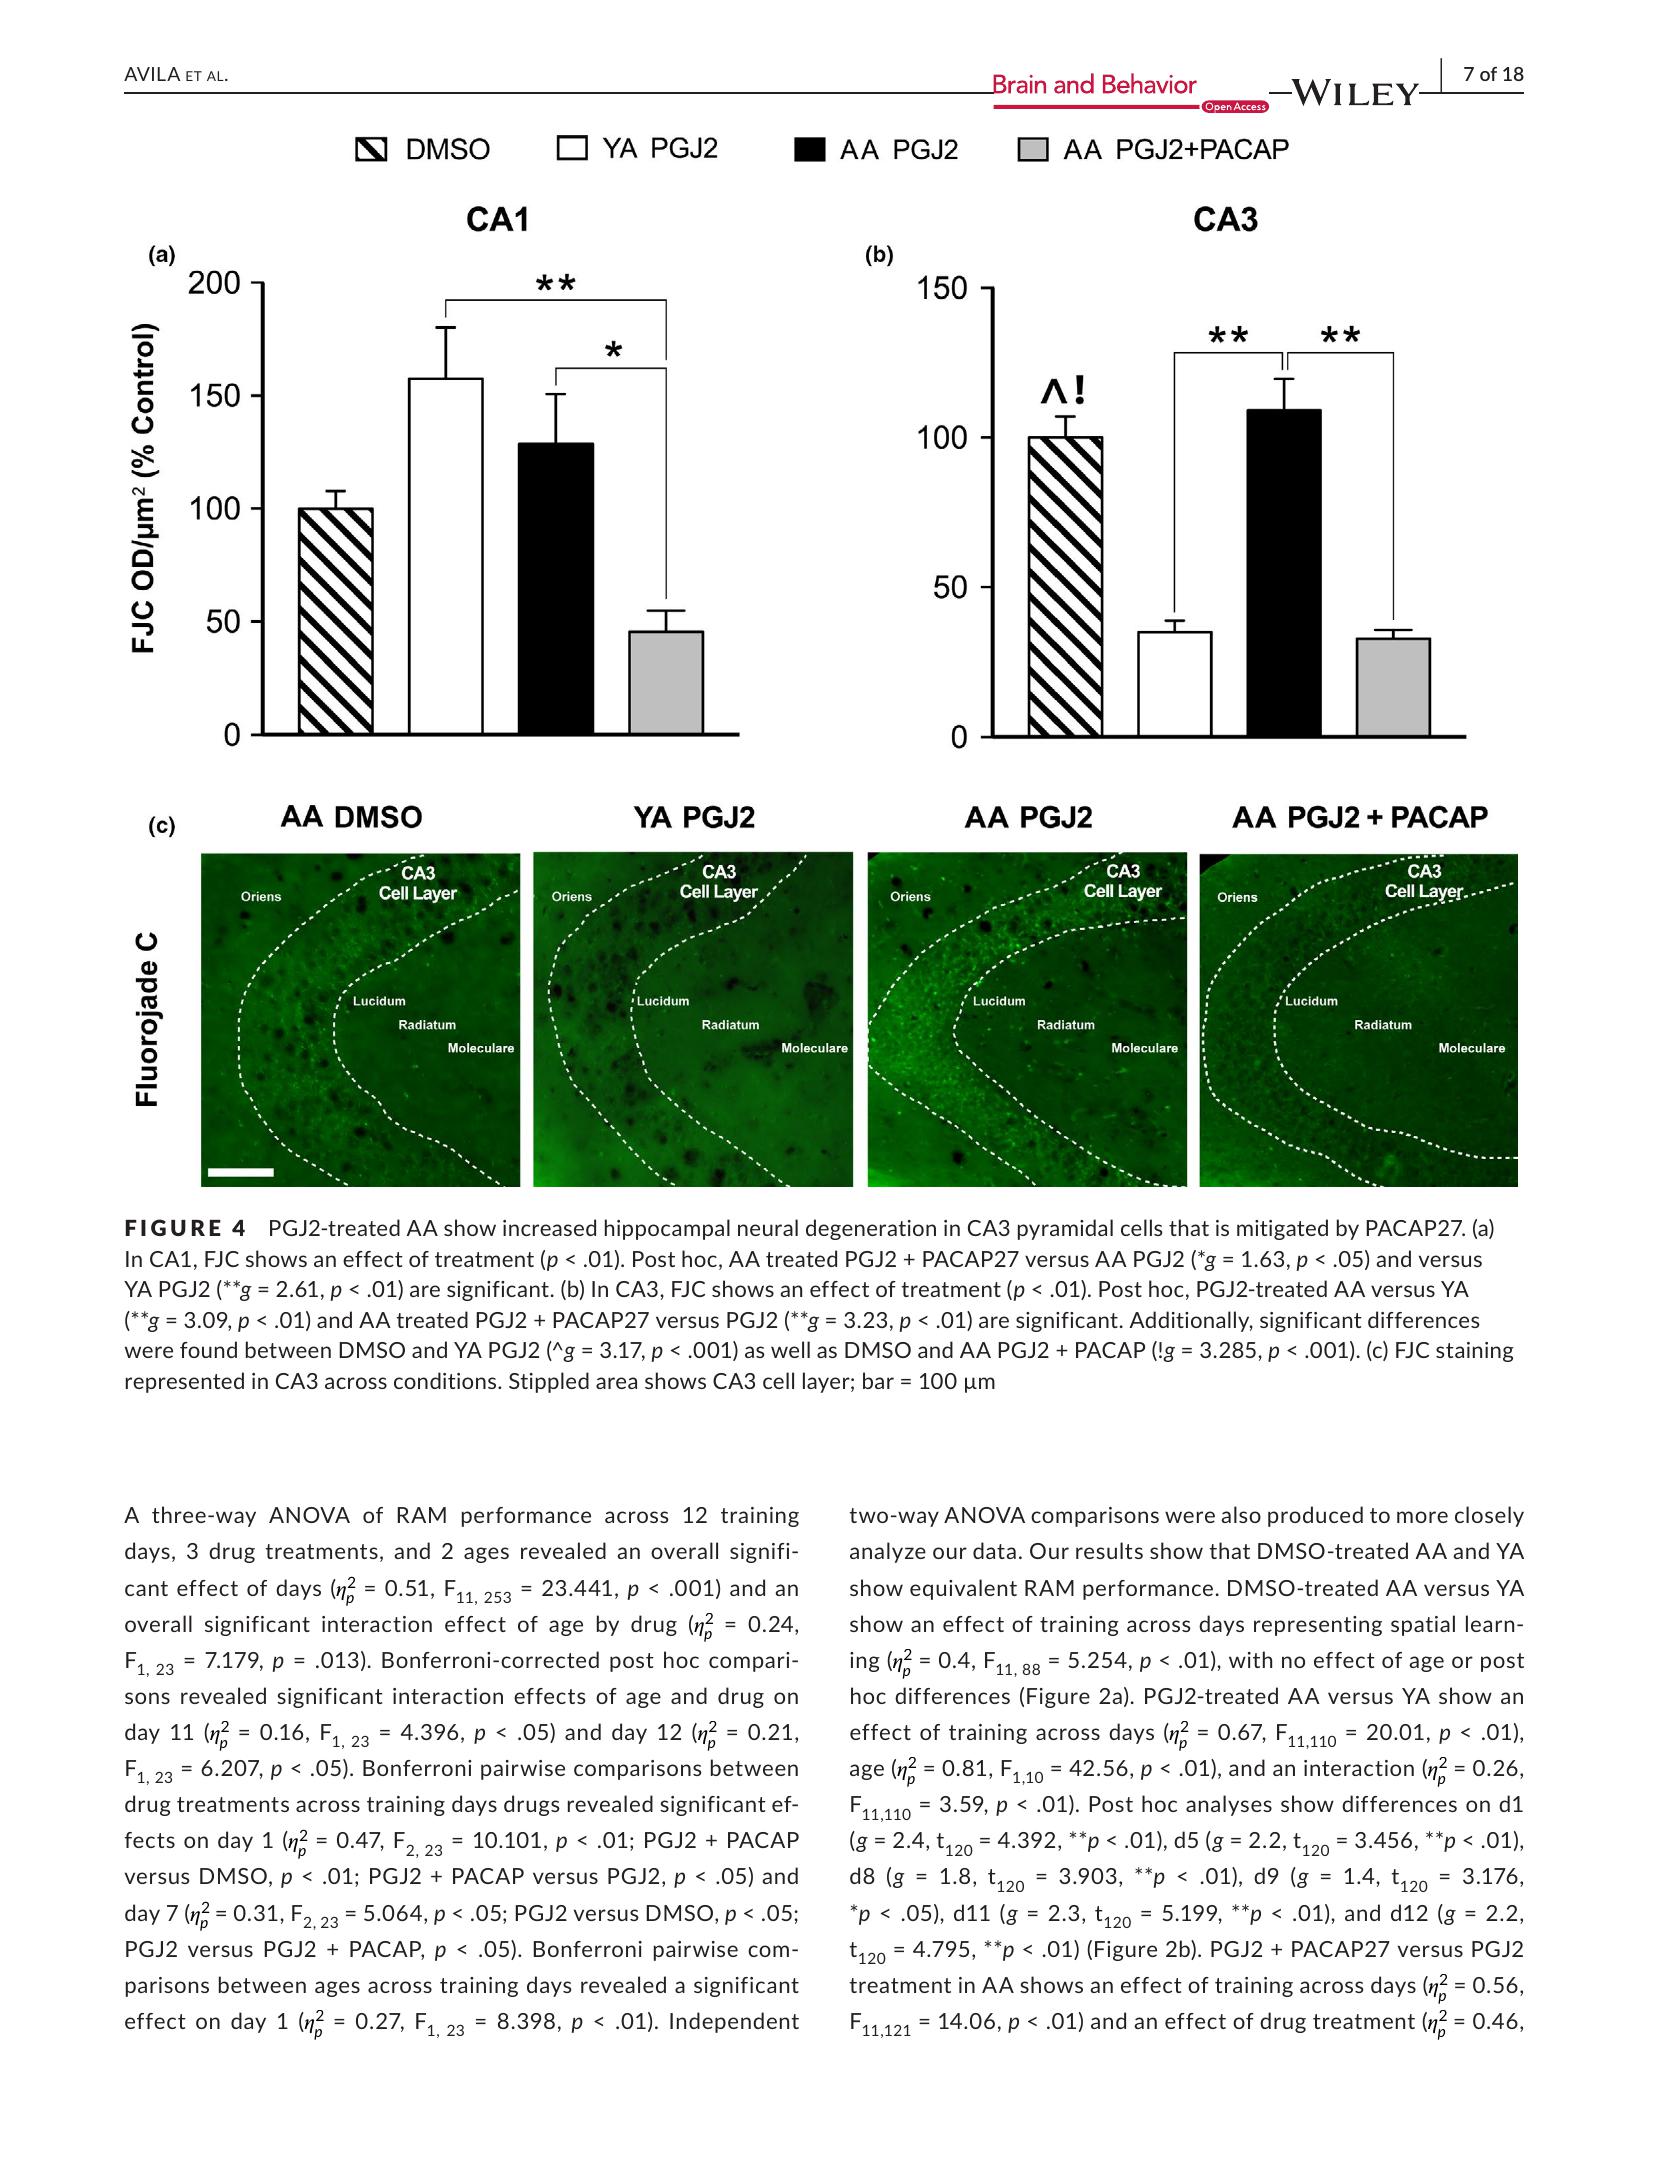 AVILA ET AL.
Brain and Behavior
Open Access
WILEY
7 of 18
DMSO
YA PGJ2
AA PGJ2
AA PGJ2+PACAP
CA1
(a)
FJC OD/μm² (% Control)
200
150
100
50
0
**
*
CA3
(b)
150
100
50
0
^!
**
**
(c)
AA DMSO
YA PGJ2
AA PGJ2
AA PGJ2 + PACAP
Fluorojade C
CA3
Cell Layer
Oriens
Lucidum
Radiatum
Moleculare
CA3
Cell Layer
Oriens
Lucidum
Radiatum
Moleculare
CA3
Cell Layer
Oriens
Lucidum
Radiatum
Moleculare
CA3
Cell Layer
Oriens
Lucidum
Radiatum
Moleculare
FIGURE 4 PGJ2-treated AA show increased hippocampal neural degeneration in CA3 pyramidal cells that is mitigated by PACAP27. (a)
In CA1, FJC shows an effect of treatment (p < .01). Post hoc, AA treated PGJ2 + PACAP27 versus AA PGJ2 (*g = 1.63, p < .05) and versus
YA PGJ2 (**g = 2.61, p < .01) are significant. (b) In CA3, FJC shows an effect of treatment (p < .01). Post hoc, PGJ2-treated AA versus YA
(**g = 3.09, p < .01) and AA treated PGJ2 + PACAP27 versus PGJ2 (**g = 3.23, p < .01) are significant. Additionally, significant differences
were found between DMSO and YA PGJ2 (^g = 3.17, p < .001) as well as DMSO and AA PGJ2 + PACAP (!g = 3.285, p < .001). (c) FJC staining
represented in CA3 across conditions. Stippled area shows CA3 cell layer; bar = 100 μm
A three-way ANOVA of RAM performance across 12 training
days, 3 drug treatments, and 2 ages revealed an overall signifi-
cant effect of days (η²p = 0.51, F11, 253 = 23.441, p < .001) and an
overall significant interaction effect of age by drug (η²p = 0.24,
F1, 23 = 7.179, p = .013). Bonferroni-corrected post hoc compari-
sons revealed significant interaction effects of age and drug on
day 11 (η²p = 0.16, F1, 23 = 4.396, p < .05) and day 12 (η²p = 0.21,
F1, 23 = 6.207, p < .05). Bonferroni pairwise comparisons between
drug treatments across training days drugs revealed significant ef-
fects on day 1 (η²p = 0.47, F2, 23 = 10.101, p < .01; PGJ2 + PACAP
versus DMSO, p < .01; PGJ2 + PACAP versus PGJ2, p < .05) and
day 7 (η²p = 0.31, F2, 23 = 5.064, p < .05; PGJ2 versus DMSO, p < .05;
PGJ2 versus PGJ2 + PACAP, p < .05). Bonferroni pairwise com-
parisons between ages across training days revealed a significant
effect on day 1 (η²p = 0.27, F1, 23 = 8.398, p < .01). Independent
two-way ANOVA comparisons were also produced to more closely
analyze our data. Our results show that DMSO-treated AA and YA
show equivalent RAM performance. DMSO-treated AA versus YA
show an effect of training across days representing spatial learn-
ing (η²p = 0.4, F11, 88 = 5.254, p < .01), with no effect of age or post
hoc differences (Figure 2a). PGJ2-treated AA versus YA show an
effect of training across days (η²p = 0.67, F11,110 = 20.01, p < .01),
age (η²p = 0.81, F1,10 = 42.56, p < .01), and an interaction (η²p = 0.26,
F11,110 = 3.59, p < .01). Post hoc analyses show differences on d1
(g = 2.4, t120 = 4.392, **p < .01), d5 (g = 2.2, t120 = 3.456, **p < .01),
d8 (g = 1.8, t120 = 3.903, **p < .01), d9 (g = 1.4, t120 = 3.176,
*p < .05), d11 (g = 2.3, t120 = 5.199, **p < .01), and d12 (g = 2.2,
t120 = 4.795, **p < .01) (Figure 2b). PGJ2 + PACAP27 versus PGJ2
treatment in AA shows an effect of training across days (η²p = 0.56,
F11,121 = 14.06, p < .01) and an effect of drug treatment (η²p = 0.46,